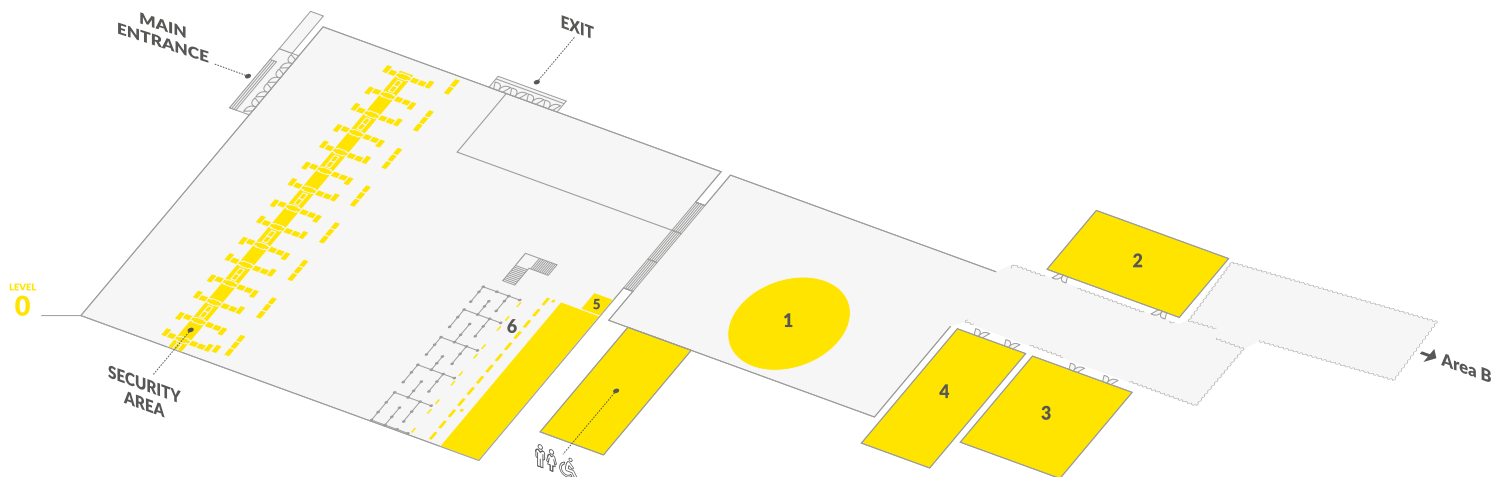 MAIN
ENTRANCE
EXIT
LEVEL
0
SECURITY
AREA
1
2
3
4
5
6
Area B